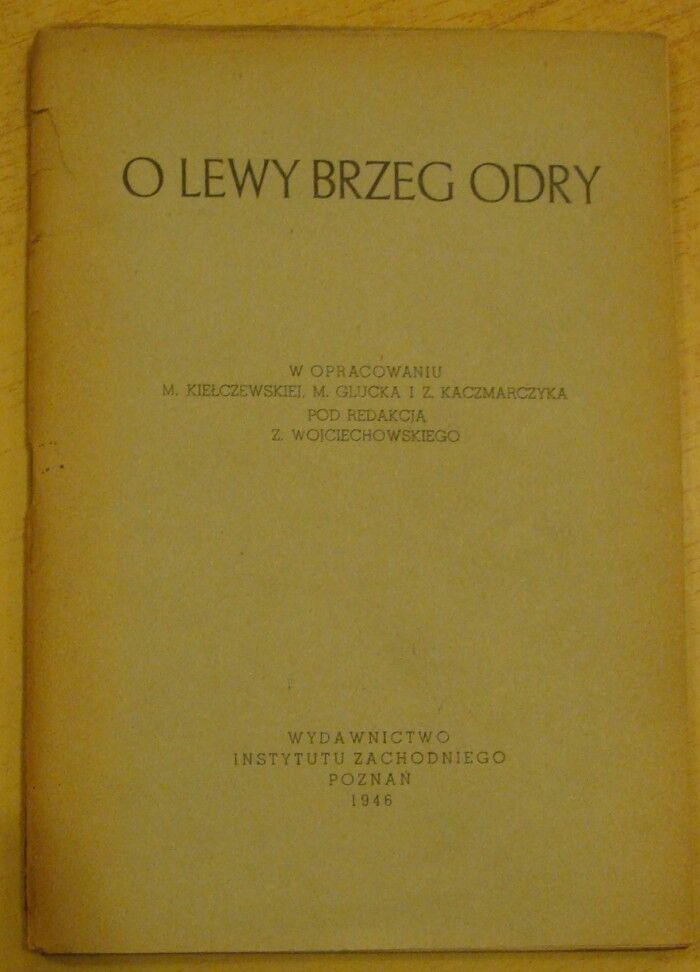 O LEWY BRZEG ODRY
W OPRACOWANIU
M. KIEŁCZEWSKIEJ, M. GLUCKA I Z. KACZMARCZYKA
POD REDAKCJĄ
Z. WOJCIECHOWSKIEGO
WYDAWNICTWO
INSTYTUTU ZACHODNIEGO
POZNAŃ
1946